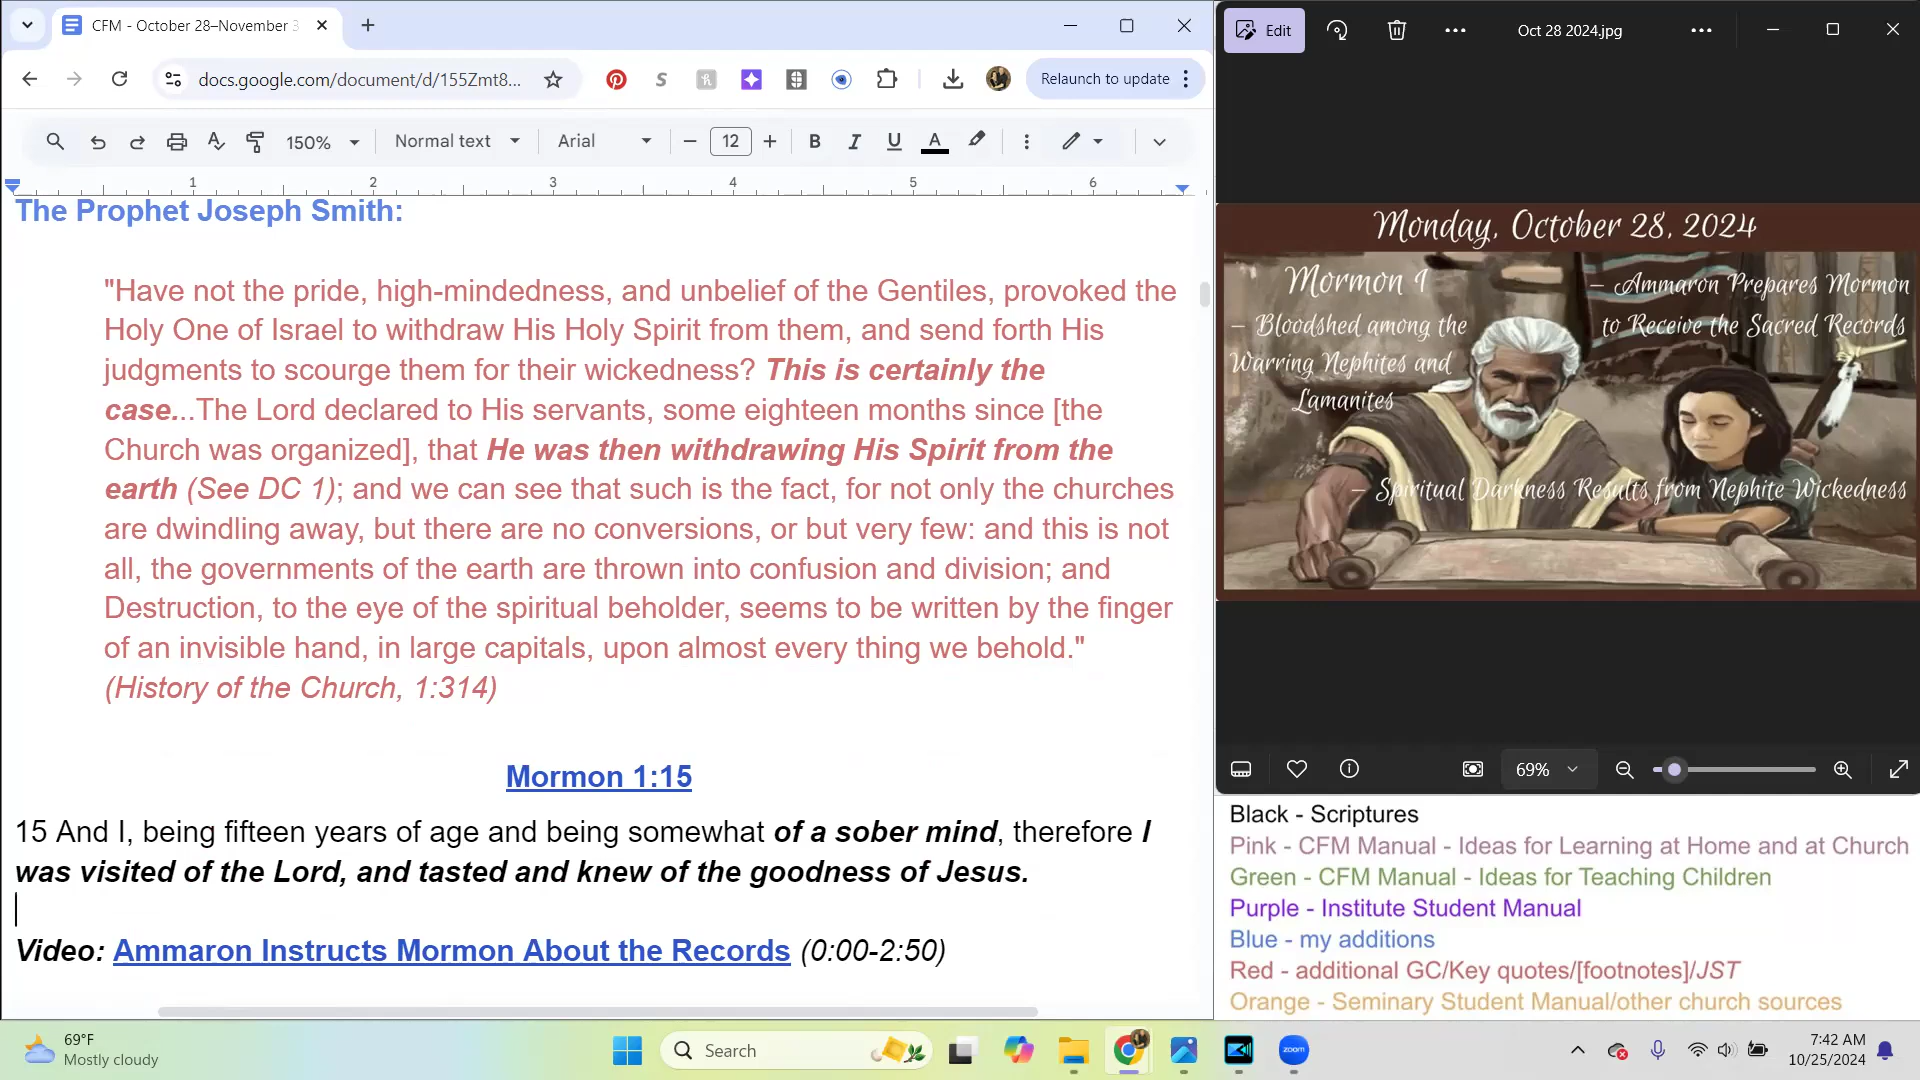 CFM - October 28–November 3
docs.google.com/document/d/155Zmt8...
Relaunch to update
150%
Normal text
Arial
12
B I U A
1 2 3 4 5 6
The Prophet Joseph Smith:
"Have not the pride, high-mindedness, and unbelief of the Gentiles, provoked the
Holy One of Israel to withdraw His Holy Spirit from them, and send forth His
judgments to scourge them for their wickedness? This is certainly the
case...The Lord declared to His servants, some eighteen months since [the
Church was organized], that He was then withdrawing His Spirit from the
earth (See DC 1); and we can see that such is the fact, for not only the churches
are dwindling away, but there are no conversions, or but very few: and this is not
all, the governments of the earth are thrown into confusion and division; and
Destruction, to the eye of the spiritual beholder, seems to be written by the finger
of an invisible hand, in large capitals, upon almost every thing we behold."
(History of the Church, 1:314)
Mormon 1:15
15 And I, being fifteen years of age and being somewhat of a sober mind, therefore I
was visited of the Lord, and tasted and knew of the goodness of Jesus.
Video: Ammaron Instructs Mormon About the Records (0:00-2:50)
Edit
Oct 28 2024.jpg
Monday, October 28, 2024
Mormon 1
– Bloodshed among the
Warring Nephites and
Lamanites
– Ammaron Prepares Mormon
to Receive the Sacred Records
– Spiritual Darkness Results from Nephite Wickedness
69%
Black - Scriptures
Pink - CFM Manual - Ideas for Learning at Home and at Church
Green - CFM Manual - Ideas for Teaching Children
Purple - Institute Student Manual
Blue - my additions
Red - additional GC/Key quotes/[footnotes]/JST
Orange - Seminary Student Manual/other church sources
69°F
Mostly cloudy
Search
zoom
7:42 AM
10/25/2024